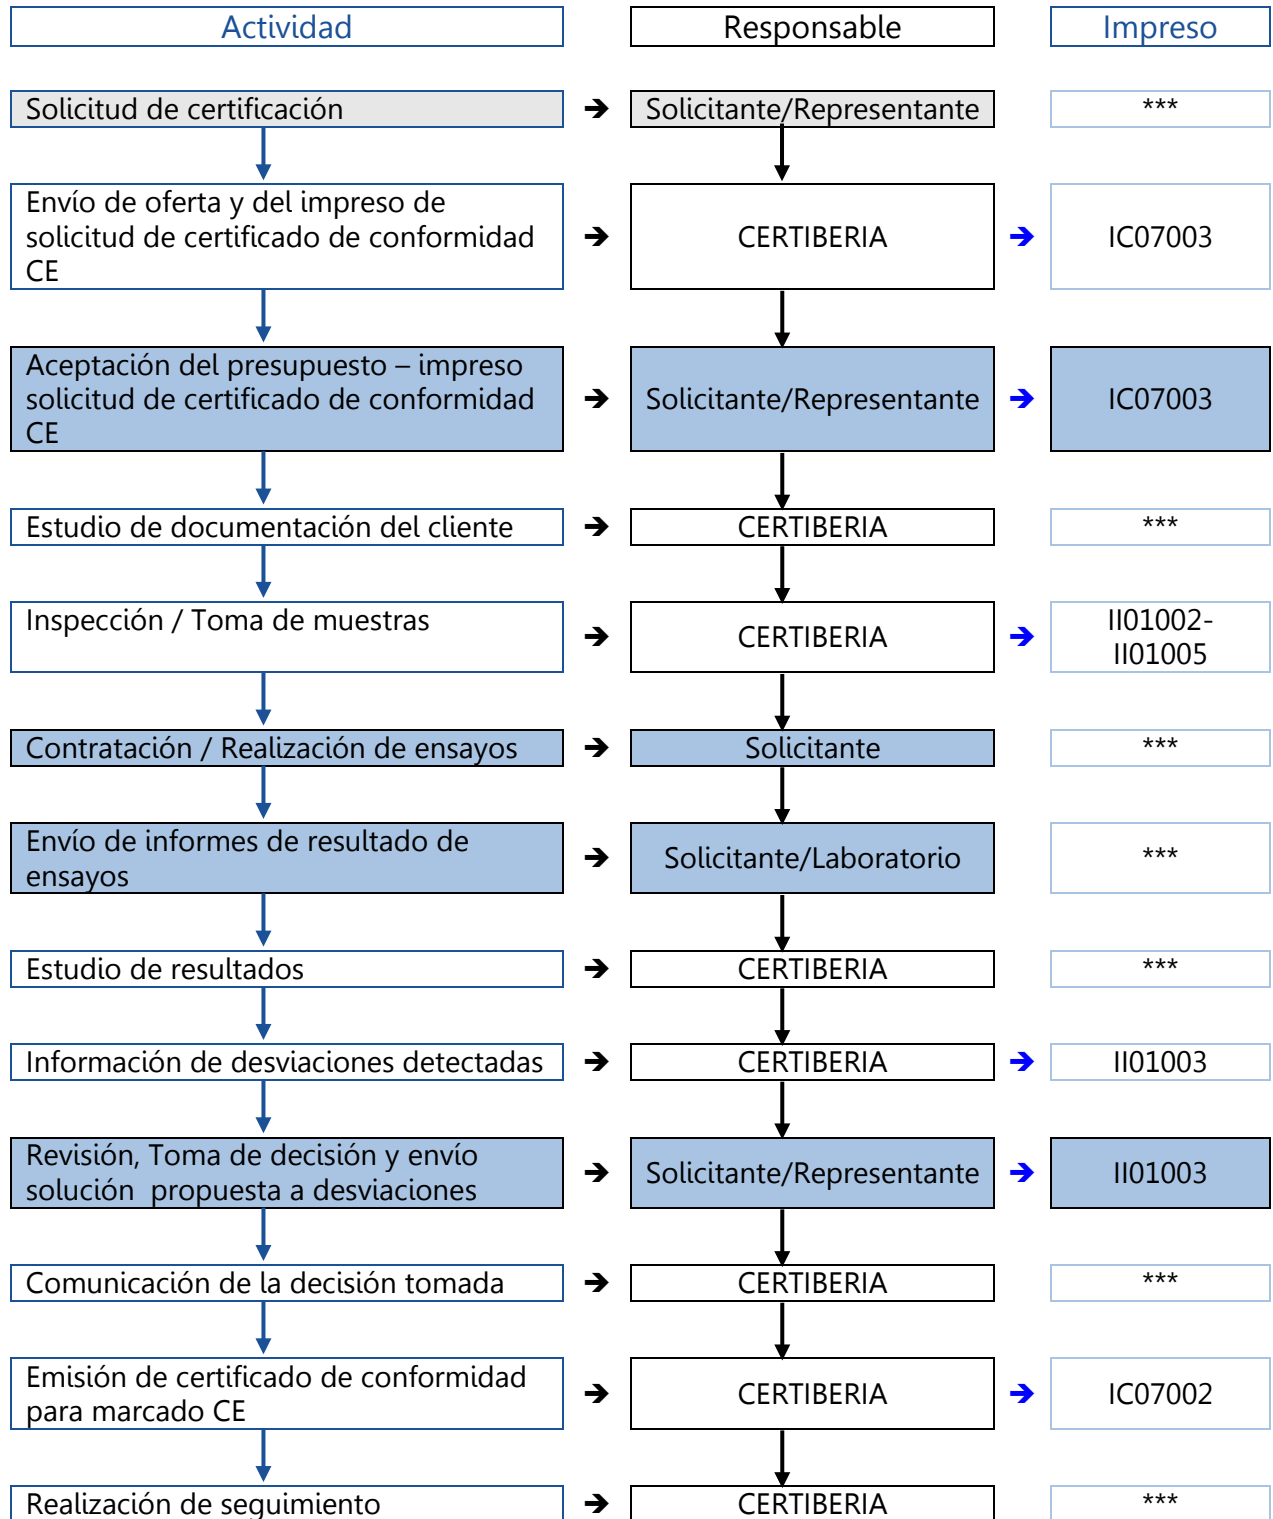 Actividad
Responsable
Impreso
Solicitud de certificación
➔
Solicitante/Representante
***
Envío de oferta y del impreso de
solicitud de certificado de conformidad
CE
➔
CERTIBERIA
➔
IC07003
Aceptación del presupuesto – impreso
solicitud de certificado de conformidad
CE
➔
Solicitante/Representante
➔
IC07003
Estudio de documentación del cliente
➔
CERTIBERIA
***
Inspección / Toma de muestras
➔
CERTIBERIA
➔
II01002-
II01005
Contratación / Realización de ensayos
➔
Solicitante
***
Envío de informes de resultado de
ensayos
➔
Solicitante/Laboratorio
***
Estudio de resultados
➔
CERTIBERIA
***
Información de desviaciones detectadas
➔
CERTIBERIA
➔
II01003
Revisión, Toma de decisión y envío
solución  propuesta a desviaciones
➔
Solicitante/Representante
➔
II01003
Comunicación de la decisión tomada
➔
CERTIBERIA
***
Emisión de certificado de conformidad
para marcado CE
➔
CERTIBERIA
➔
IC07002
Realización de seguimiento
➔
CERTIBERIA
***